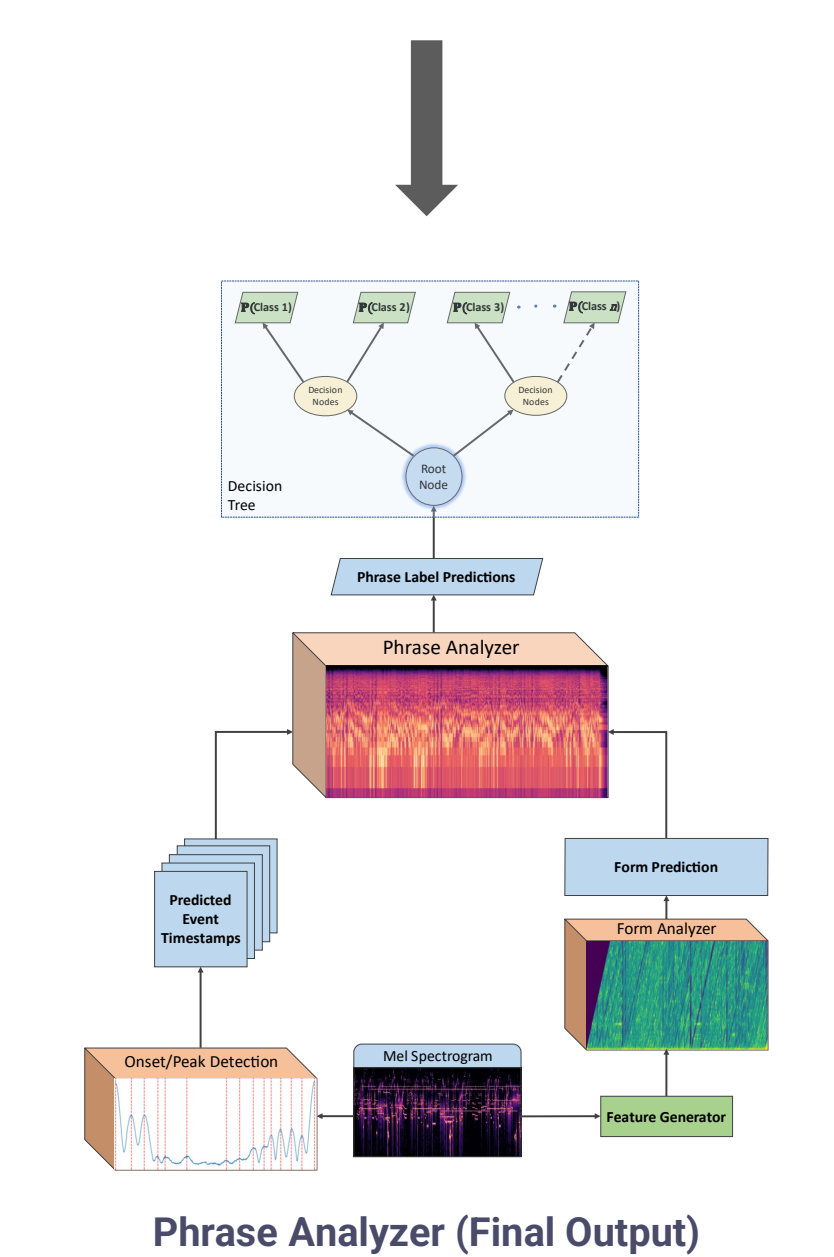 ℙ(Class 1)
ℙ(Class 2)
ℙ(Class 3)
ℙ(Class n)
Decision
Nodes
Decision
Nodes
Root
Node
Decision
Tree
Phrase Label Predictions
Phrase Analyzer
Predicted
Event
Timestamps
Form Prediction
Form Analyzer
Onset/Peak Detection
Mel Spectrogram
Feature Generator
Phrase Analyzer (Final Output)